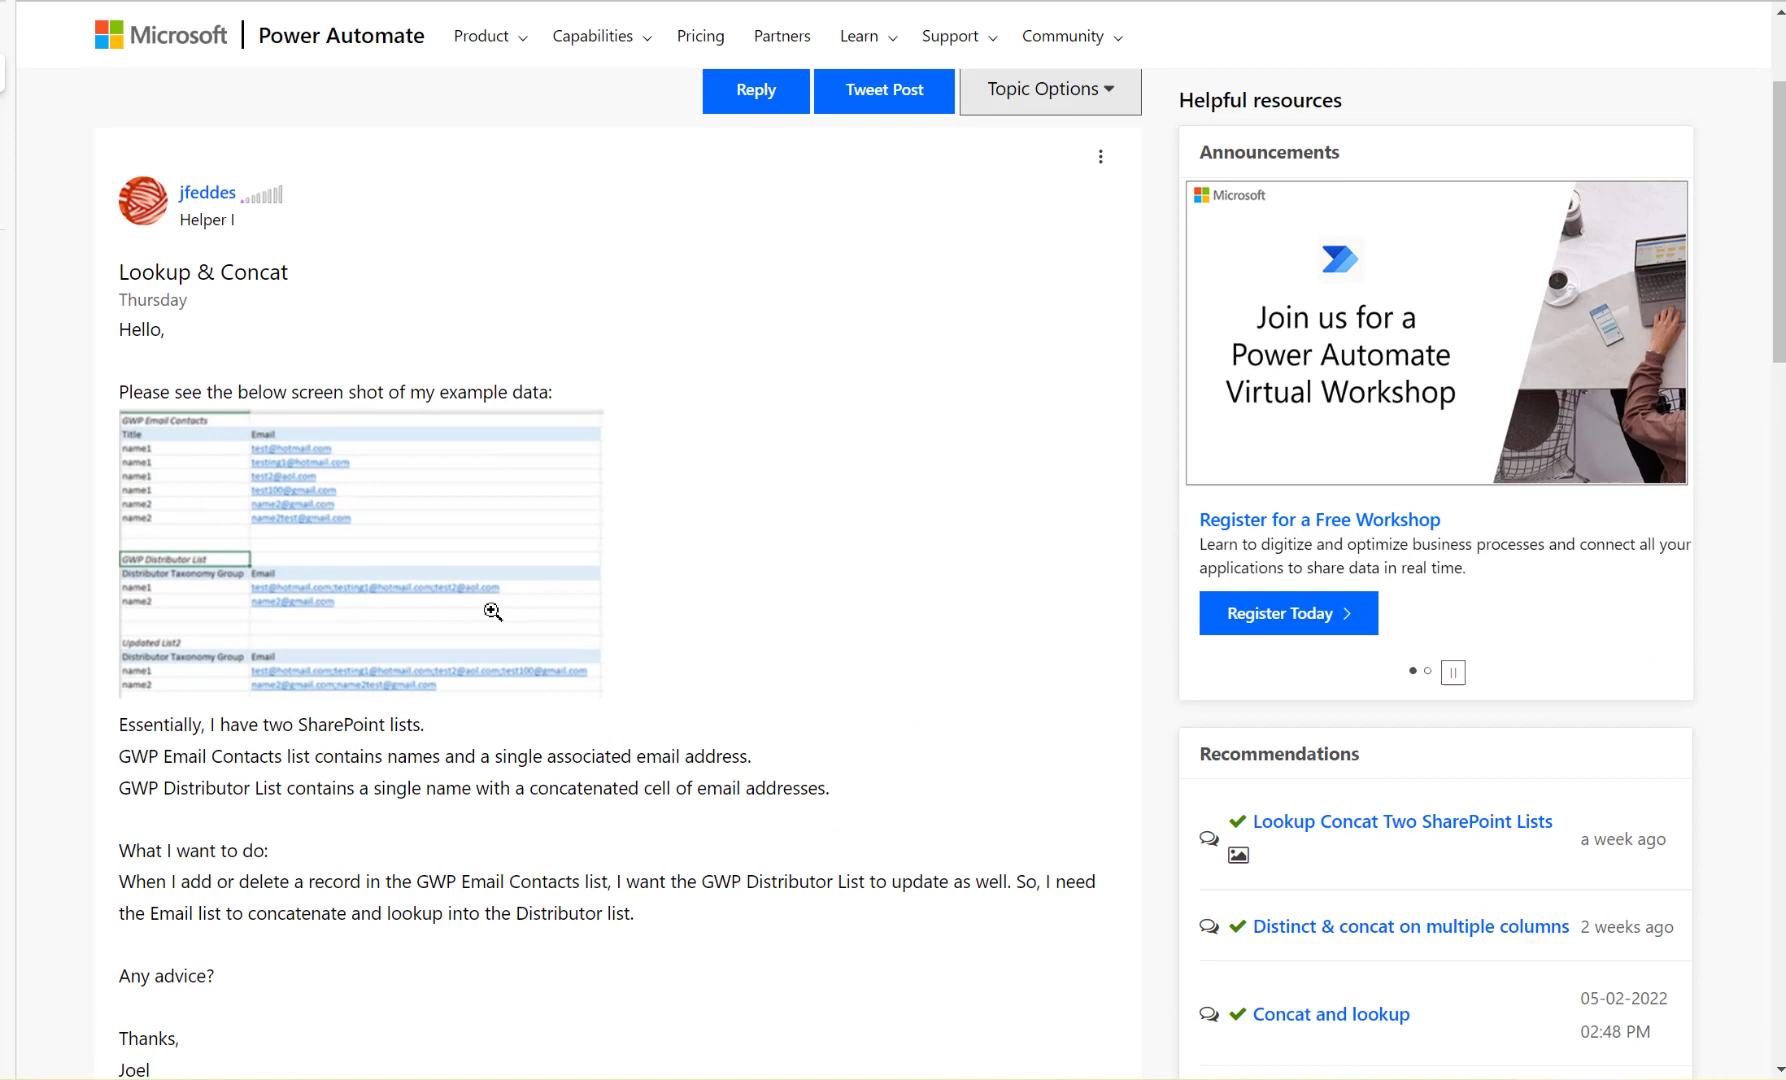 Microsoft | Power Automate Product Capabilities Pricing Partners Learn Support Community
Reply Tweet Post Topic Options
jfeddes
Helper I
Lookup & Concat
Thursday
Hello,
Please see the below screen shot of my example data:
GWP Email Contacts
Title Email
name1 test@hotmail.com
name1 testing1@hotmail.com
name1 test2@aol.com
name1 test100@gmail.com
name2 name2@gmail.com
name2 name2test@gmail.com
GWP Distributor List
Distributor Taxonomy Group Email
name1 test@hotmail.com;testing1@hotmail.com;test2@aol.com
name2 name2@gmail.com
Updated List2
Distributor Taxonomy Group Email
name1 test@hotmail.com;testing1@hotmail.com;test2@aol.com;test100@gmail.com
name2 name2@gmail.com;name2test@gmail.com
Essentially, I have two SharePoint lists.
GWP Email Contacts list contains names and a single associated email address.
GWP Distributor List contains a single name with a concatenated cell of email addresses.
What I want to do:
When I add or delete a record in the GWP Email Contacts list, I want the GWP Distributor List to update as well. So, I need
the Email list to concatenate and lookup into the Distributor list.
Any advice?
Thanks,
Joel
Helpful resources
Announcements
Microsoft
Join us for a
Power Automate
Virtual Workshop
Register for a Free Workshop
Learn to digitize and optimize business processes and connect all your
applications to share data in real time.
Register Today
Recommendations
Lookup Concat Two SharePoint Lists a week ago
Distinct & concat on multiple columns 2 weeks ago
Concat and lookup 05-02-2022
02:48 PM